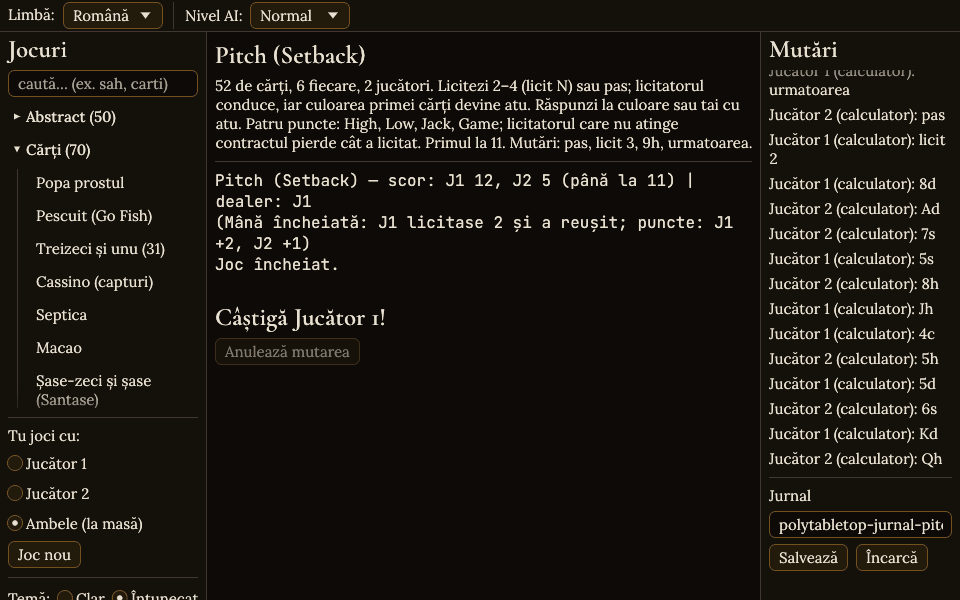 Limbă: Română Nivel AI: Normal
Jocuri
caută... (ex. sah, carti)
Abstract (50)
Cărți (70)
Popa prostul
Pescuit (Go Fish)
Treizeci și unu (31)
Cassino (capturi)
Septica
Macao
Șase-zeci și șase
(Santase)
Tu joci cu:
Jucător 1
Jucător 2
Ambele (la masă)
Joc nou
Temă: Clar Întunecat
Pitch (Setback)
52 de cărți, 6 fiecare, 2 jucători. Licitezi 2–4 (licit N) sau pas; licitatorul
conduce, iar culoarea primei cărți devine atu. Răspunzi la culoare sau tai cu
atu. Patru puncte: High, Low, Jack, Game; licitatorul care nu atinge
contractul pierde cât a licitat. Primul la 11. Mutări: pas, licit 3, 9h, urmatoarea.
Pitch (Setback) — scor: J1 12, J2 5 (până la 11) |
dealer: J1
(Mână încheiată: J1 licitase 2 și a reușit; puncte: J1
+2, J2 +1)
Joc încheiat.
Câștigă Jucător 1!
Anulează mutarea
Mutări
Jucător 1 (calculator):
urmatoarea
Jucător 2 (calculator): pas
Jucător 1 (calculator): licit
2
Jucător 1 (calculator): 8d
Jucător 2 (calculator): Ad
Jucător 2 (calculator): 7s
Jucător 1 (calculator): 5s
Jucător 2 (calculator): 8h
Jucător 1 (calculator): Jh
Jucător 1 (calculator): 4c
Jucător 2 (calculator): 5h
Jucător 1 (calculator): 5d
Jucător 2 (calculator): 6s
Jucător 1 (calculator): Kd
Jucător 2 (calculator): Qh
Jurnal
polytabletop-jurnal-pit
Salvează Încarcă